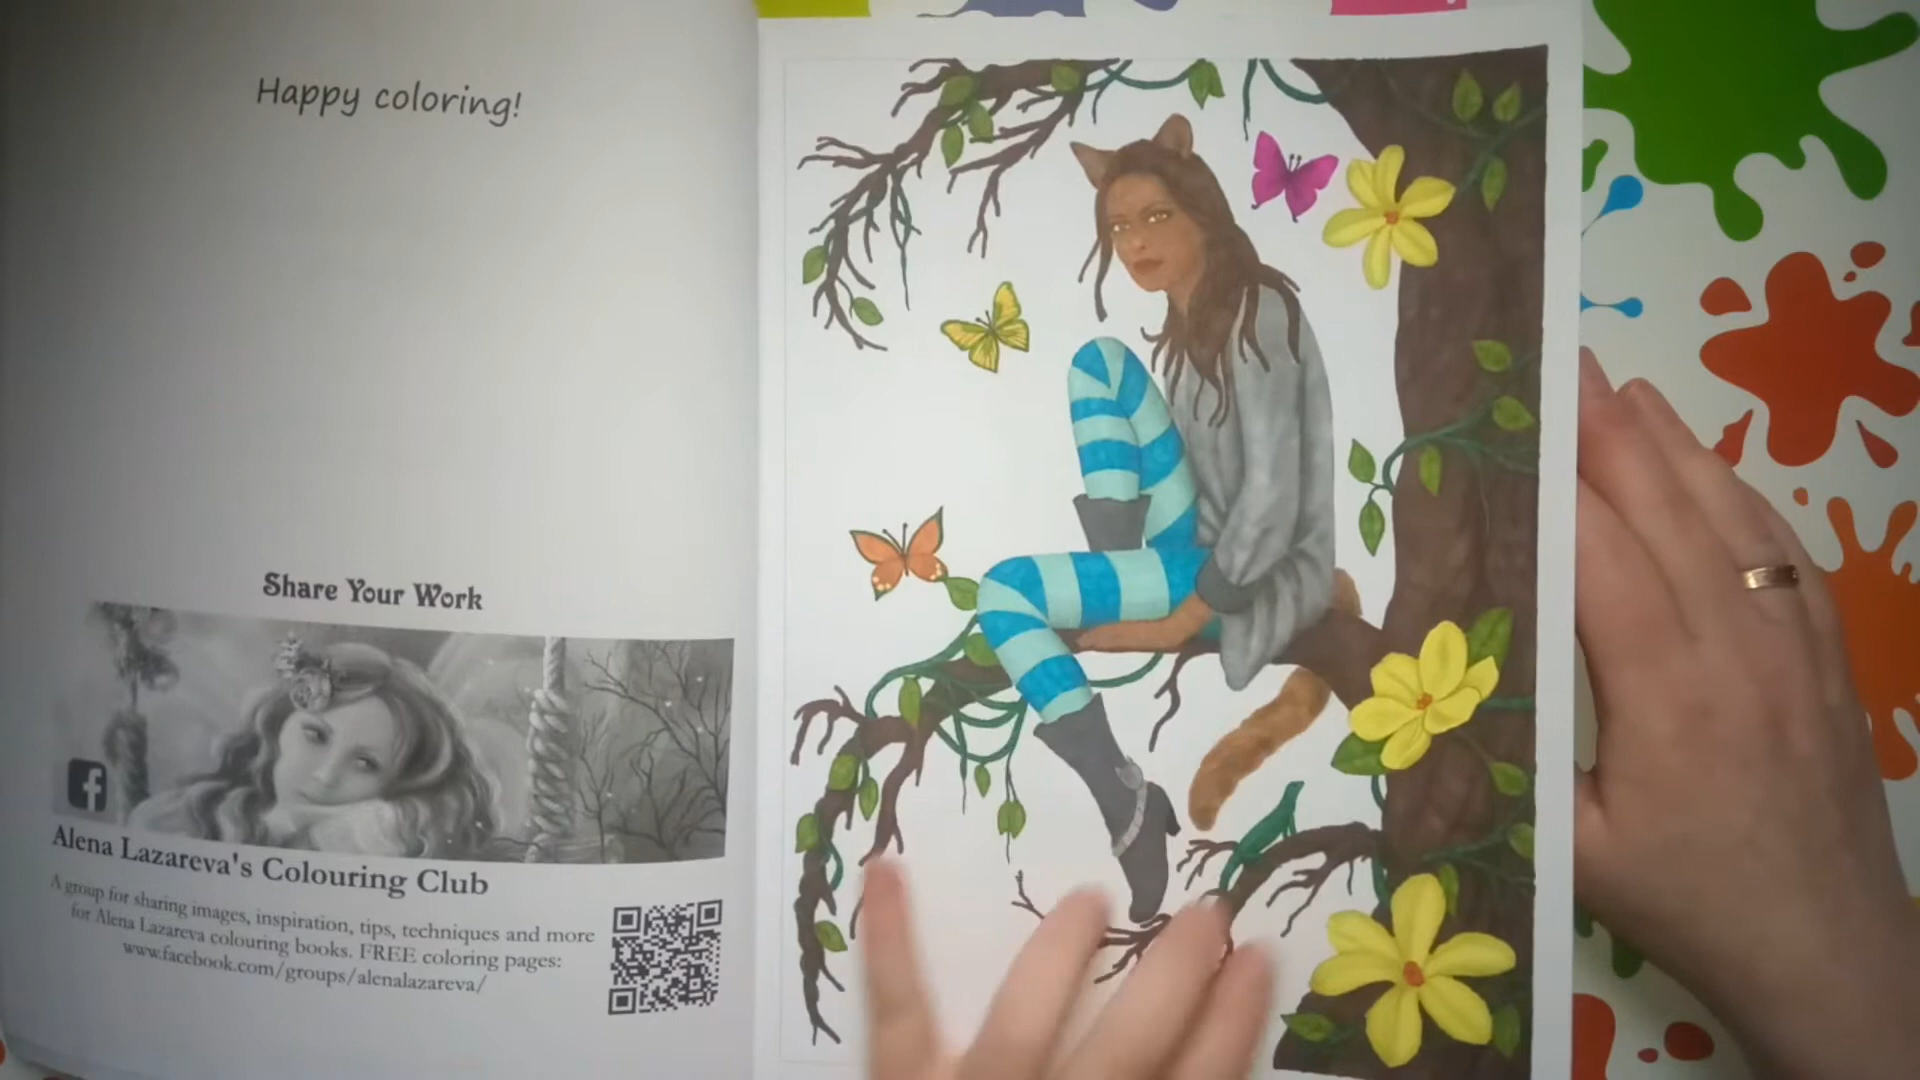 Happy coloring!
Share Your Work
Alena Lazareva's Colouring Club
A group for sharing images, inspiration, tips, techniques and more
for Alena Lazareva colouring books. FREE coloring pages:
www.facebook.com/groups/alenalazareva/